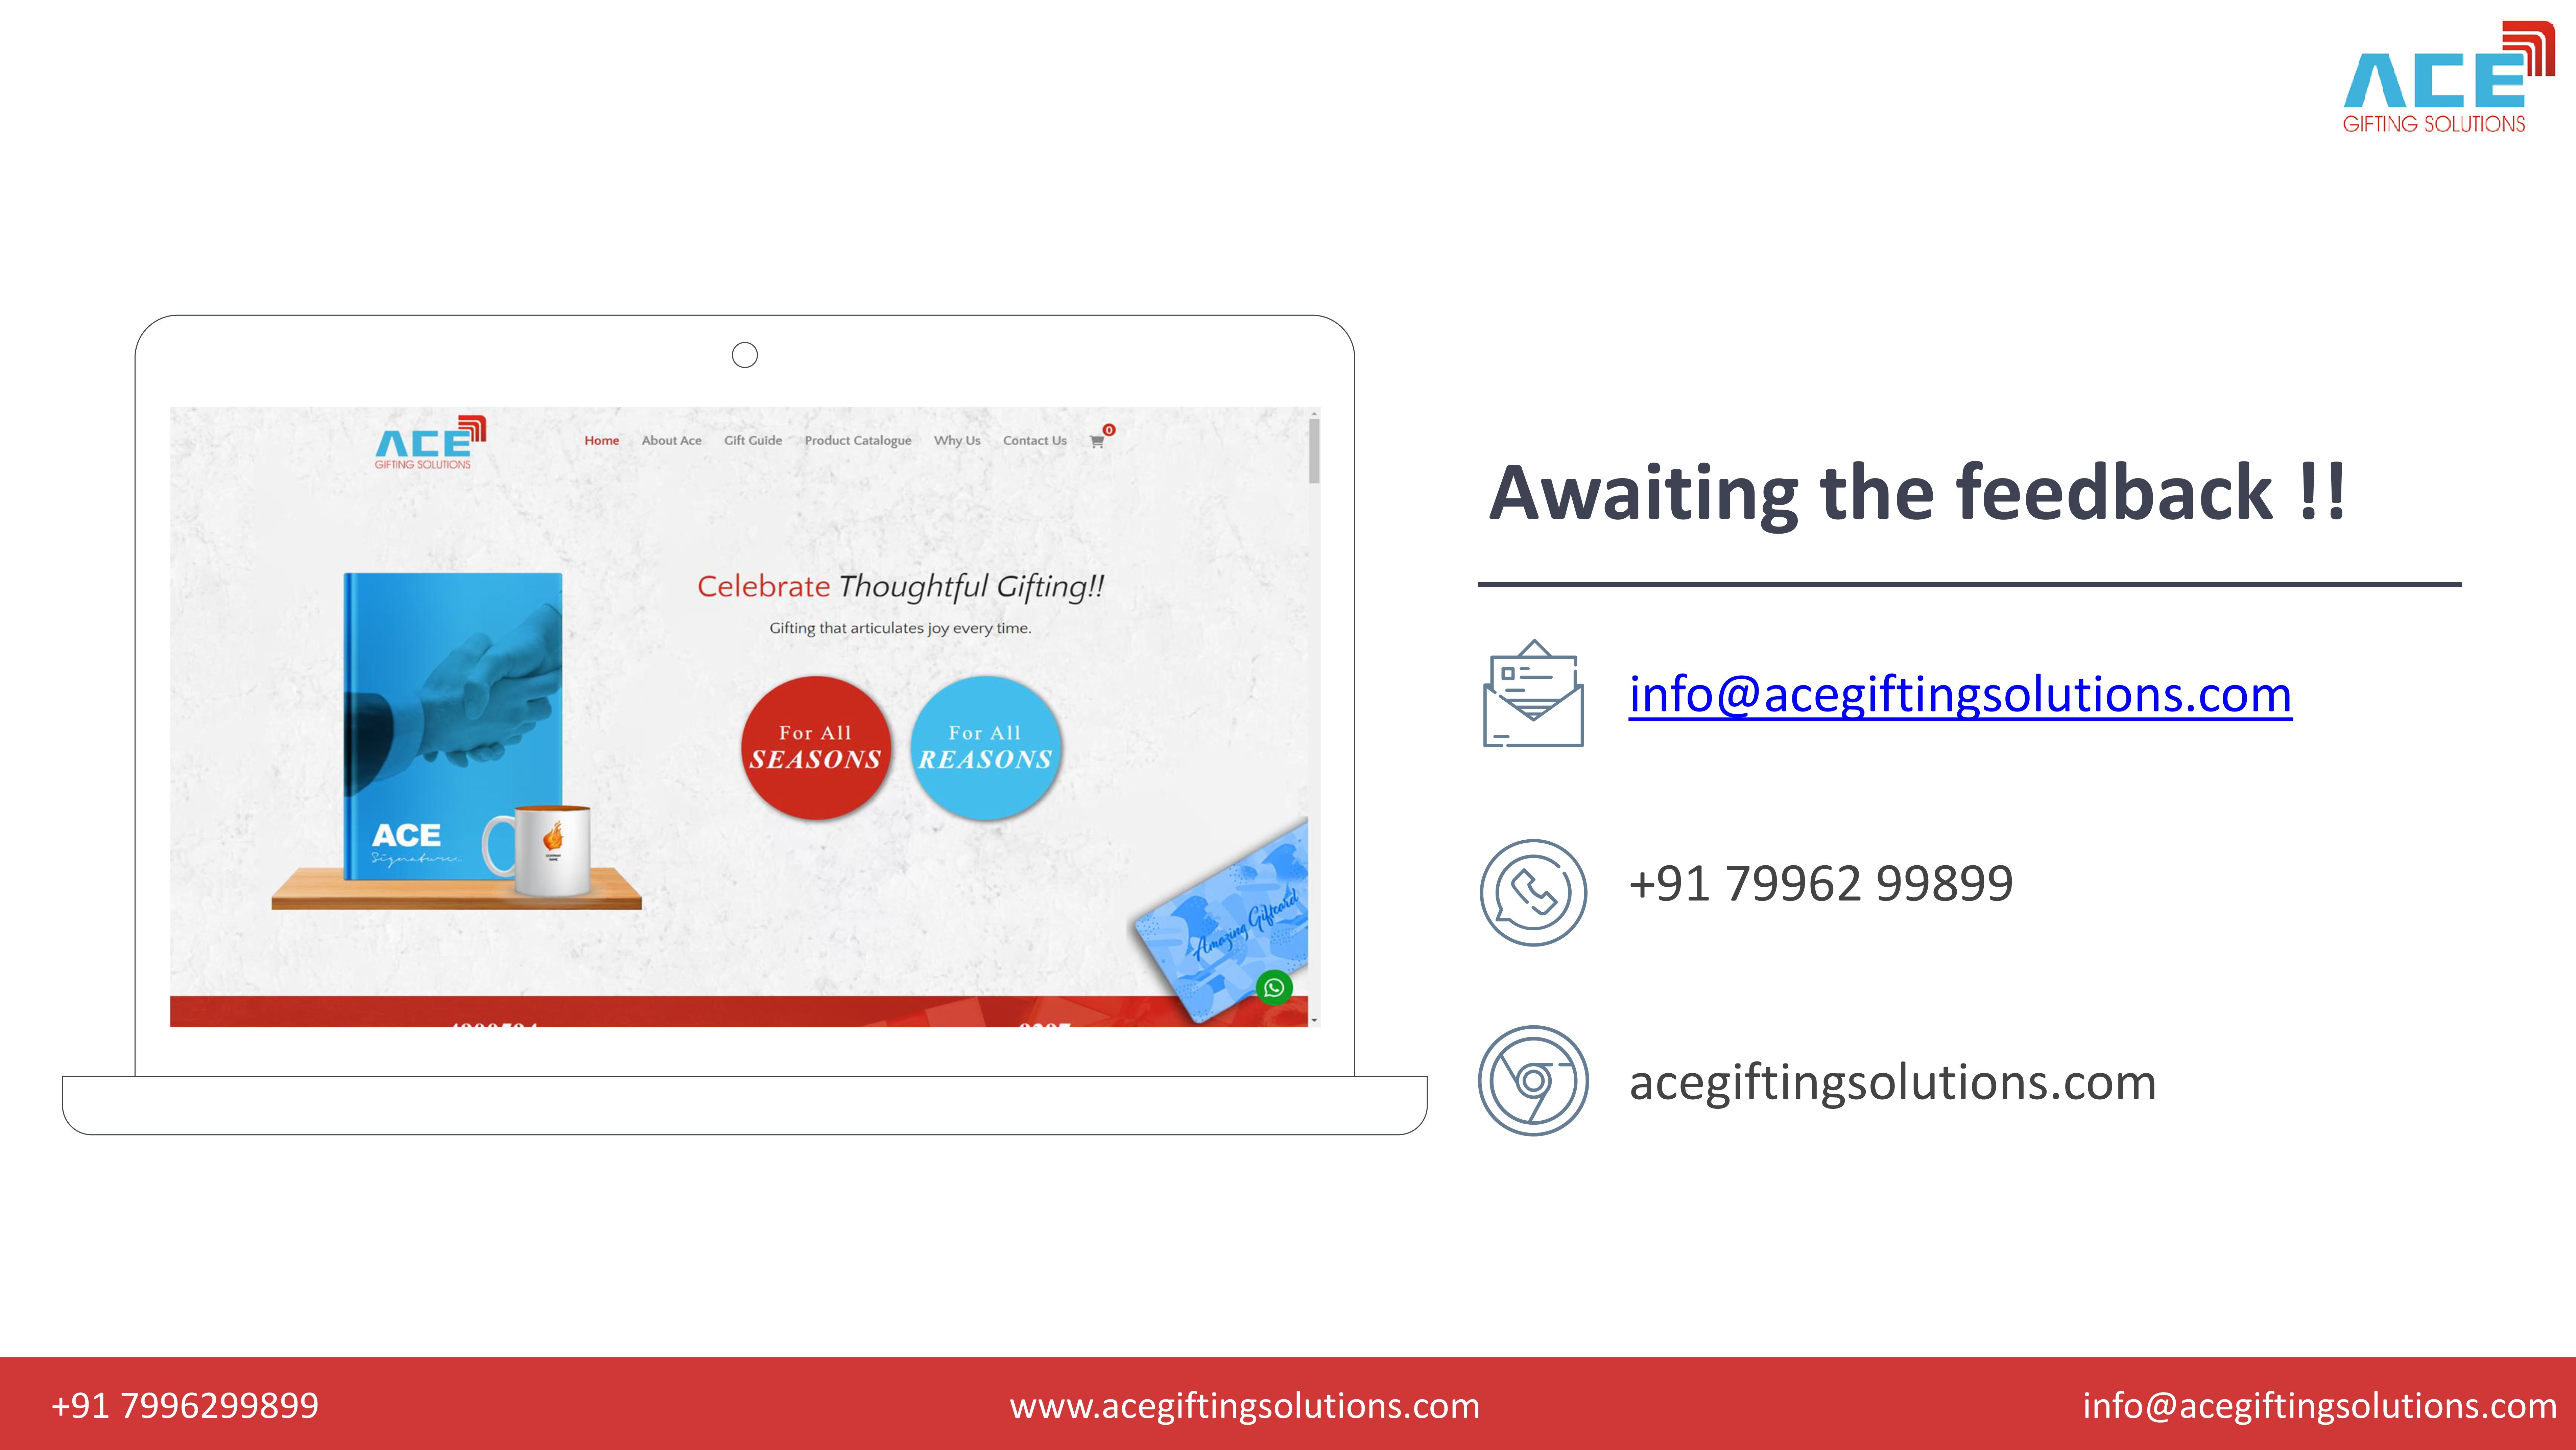 ACE
GIFTING SOLUTIONS
ACE
GIFTING SOLUTIONS
Home About Ace Gift Guide Product Catalogue Why Us Contact Us 0
Celebrate Thoughtful Gifting!!
Gifting that articulates joy every time.
For All
SEASONS
For All
REASONS
ACE
Signature
COMPANY
NAME
Amazing Giftcard
Awaiting the feedback !!
info@acegiftingsolutions.com
+91 79962 99899
acegiftingsolutions.com
+91 7996299899 www.acegiftingsolutions.com info@acegiftingsolutions.com